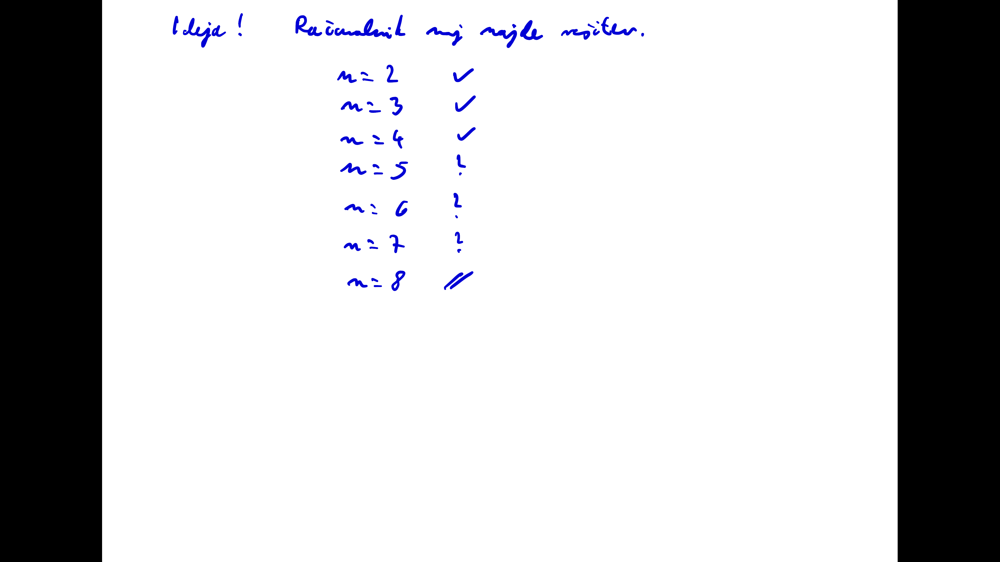 Ideja! Računalnik naj najde rešitev.
n = 2 ✓
n = 3 ✓
n = 4 ✓
n = 5 ?
n = 6 ?
n = 7 ?
n = 8 //